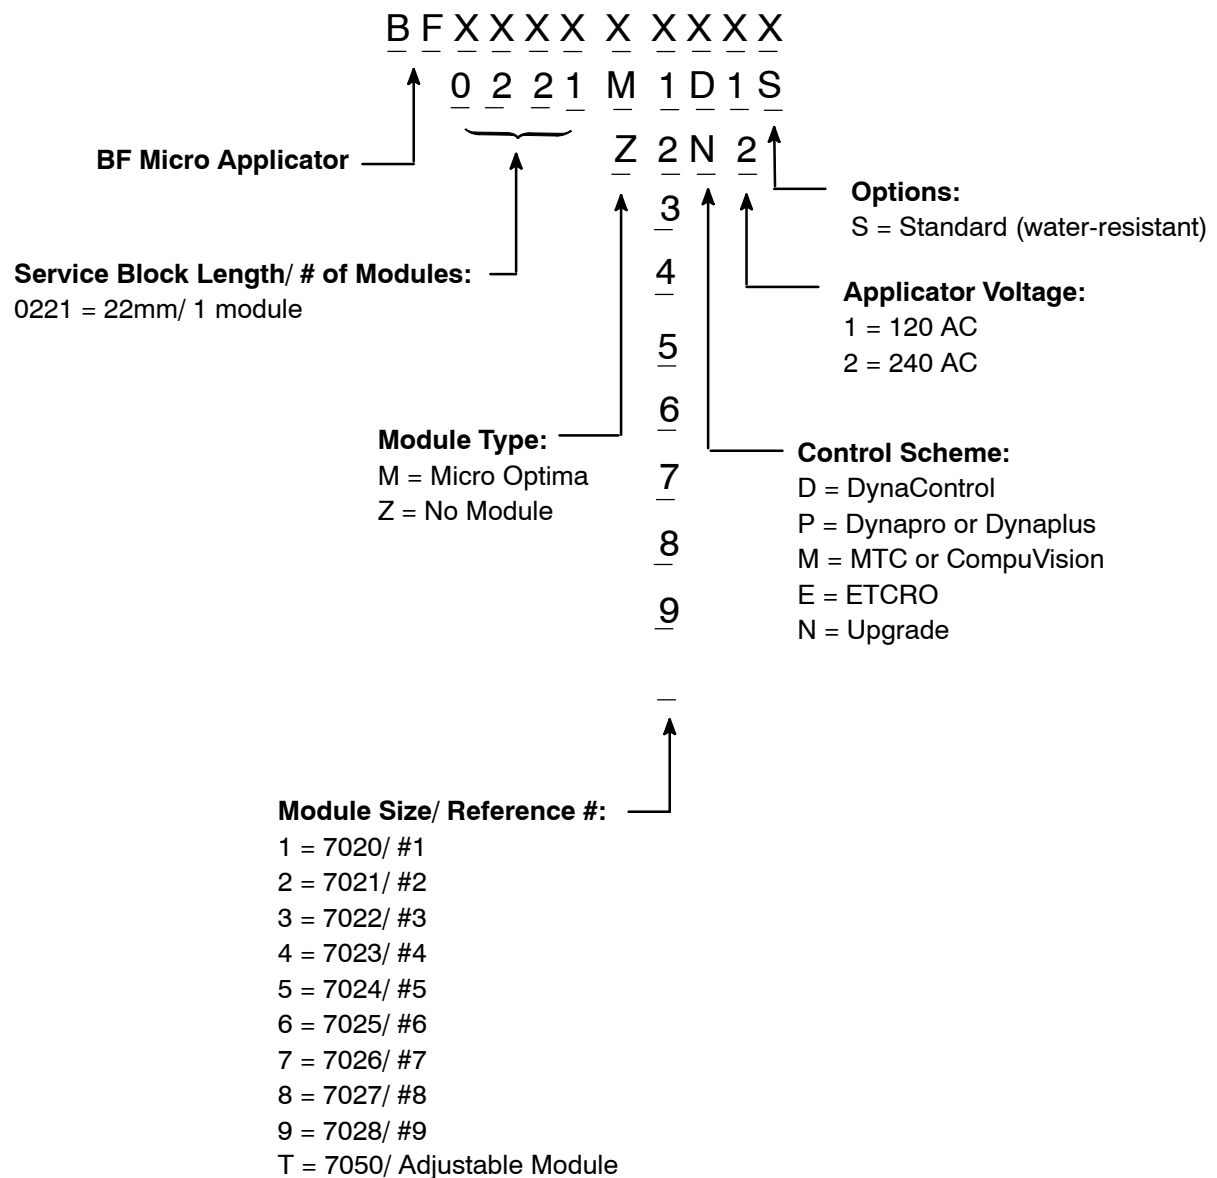 B F X X X X X X X X X
0 2 2 1 M 1 D 1 S
Z 2 N 2
3
4
5
6
7
8
9
BF Micro Applicator
Service Block Length/ # of Modules:
0221 = 22mm/ 1 module
Options:
S = Standard (water-resistant)
Applicator Voltage:
1 = 120 AC
2 = 240 AC
Module Type:
M = Micro Optima
Z = No Module
Control Scheme:
D = DynaControl
P = Dynapro or Dynaplus
M = MTC or CompuVision
E = ETCRO
N = Upgrade
Module Size/ Reference #:
1 = 7020/ #1
2 = 7021/ #2
3 = 7022/ #3
4 = 7023/ #4
5 = 7024/ #5
6 = 7025/ #6
7 = 7026/ #7
8 = 7027/ #8
9 = 7028/ #9
T = 7050/ Adjustable Module